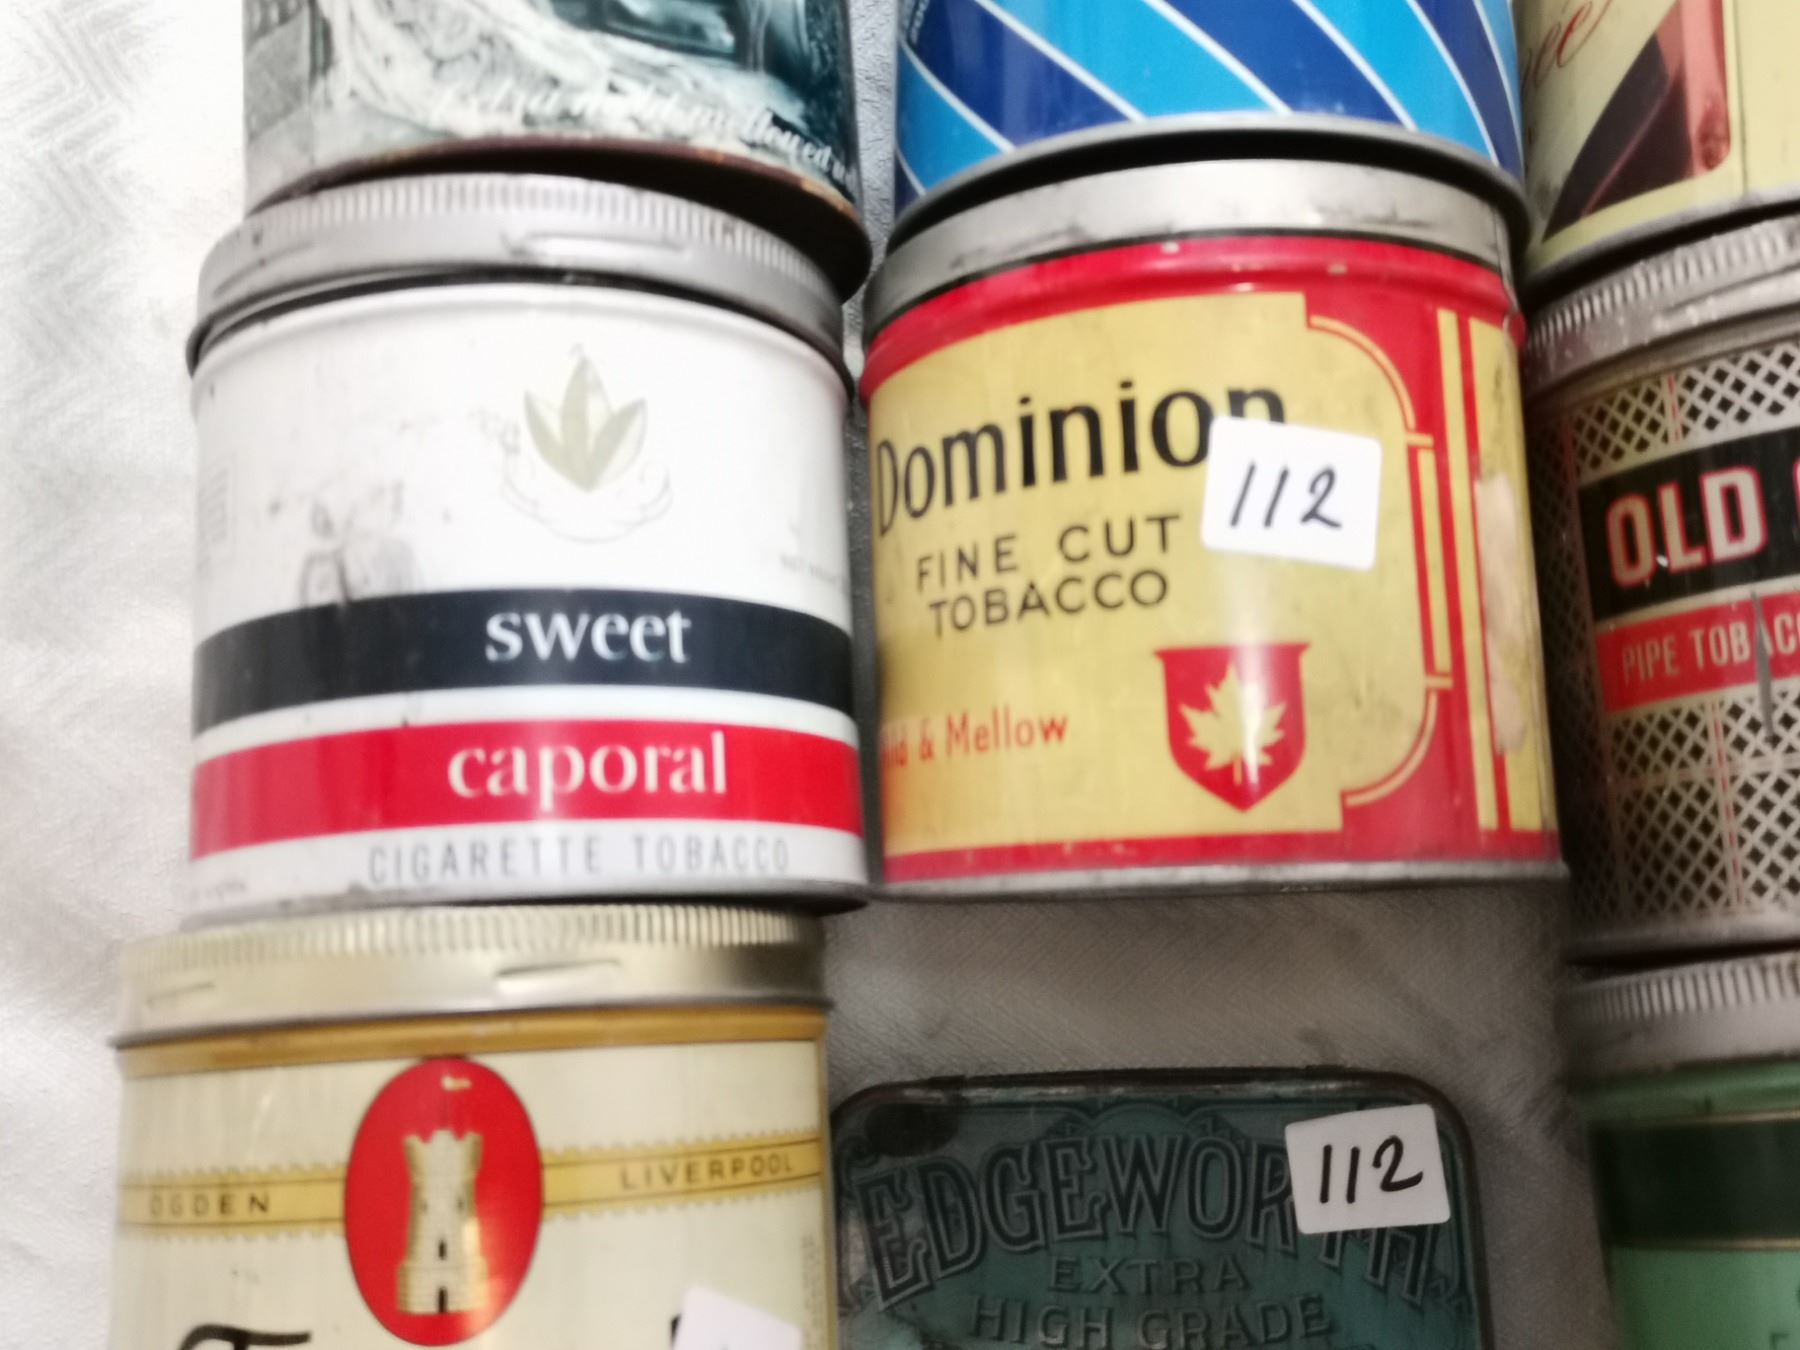 sweet
caporal
CIGARETTE TOBACCO
Dominion
112
FINE CUT
TOBACCO
& Mellow
OLD
PIPE
OGDEN
LIVERPOOL
EDGEWORTH
112
EXTRA
HIGH GRADE